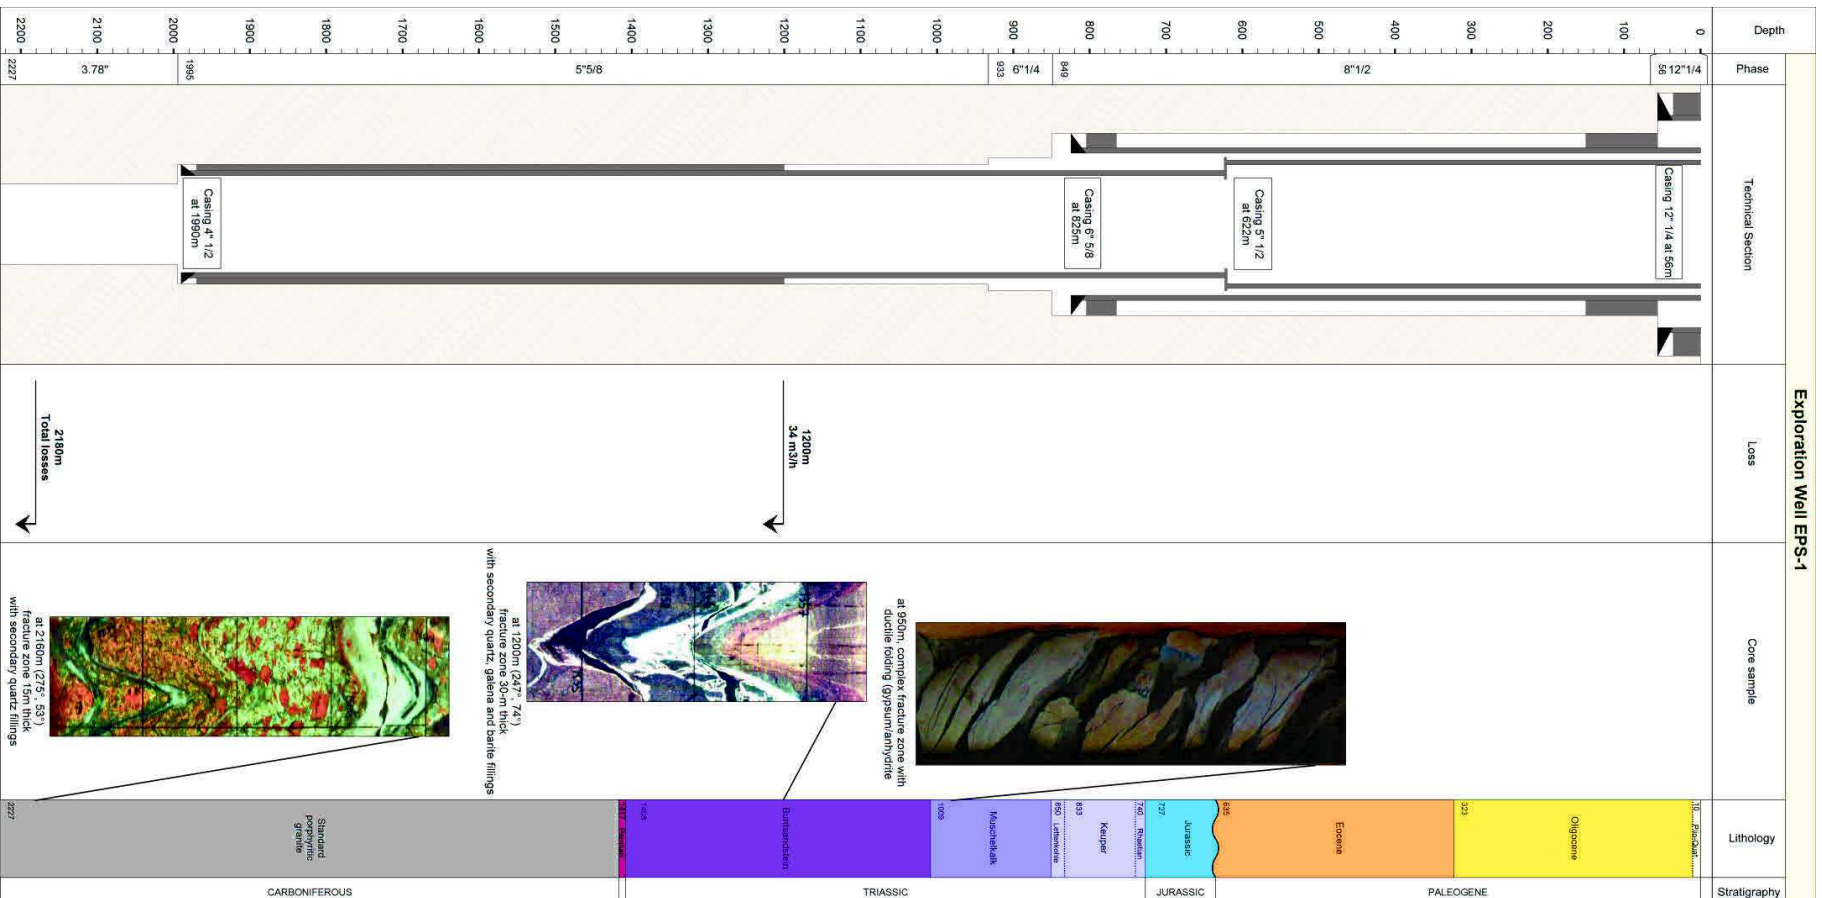 Exploration Well EPS-1
Depth
Phase
Technical Section
Loss
Core sample
Lithology
Stratigraphy
0
100
200
300
400
500
600
700
800
900
1000
1100
1200
1300
1400
1500
1600
1700
1800
1900
2000
2100
2200
12"1/4
56
8"1/2
849
6"1/4
933
5"5/8
1995
3.78"
2227
Casing 12" 1/4 at 56m
Casing 5" 1/2
at 622m
Casing 6" 5/8
at 825m
Casing 4" 1/2
at 1990m
1200m
34 m3/h
2180m
Total losses
at 950m, complex fracture zone with
ductile folding (gypsum/anhydrite
at 1200m (247°, 74°)
fracture zone 30-m thick
with secondary quartz, galena and barite fillings
at 2160m (275°, 53°)
fracture zone 15m thick
with secondary quartz fillings
10
Plio-Quat.
Oligocene
323
Eocene
635
Jurassic
727
Rhaetian
740
Keuper
833
Lettenkohle
850
Muschelkalk
1009
Buntsandstein
1408
Permian
1417
Standard
porphyritic
granite
2227
PALEOGENE
JURASSIC
TRIASSIC
CARBONIFEROUS